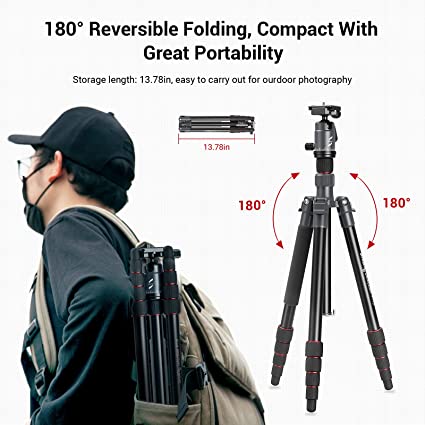 180° Reversible Folding, Compact With
Great Portability
Storage length: 13.78in, easy to carry out for ourdoor photography
13.78in
180°
180°